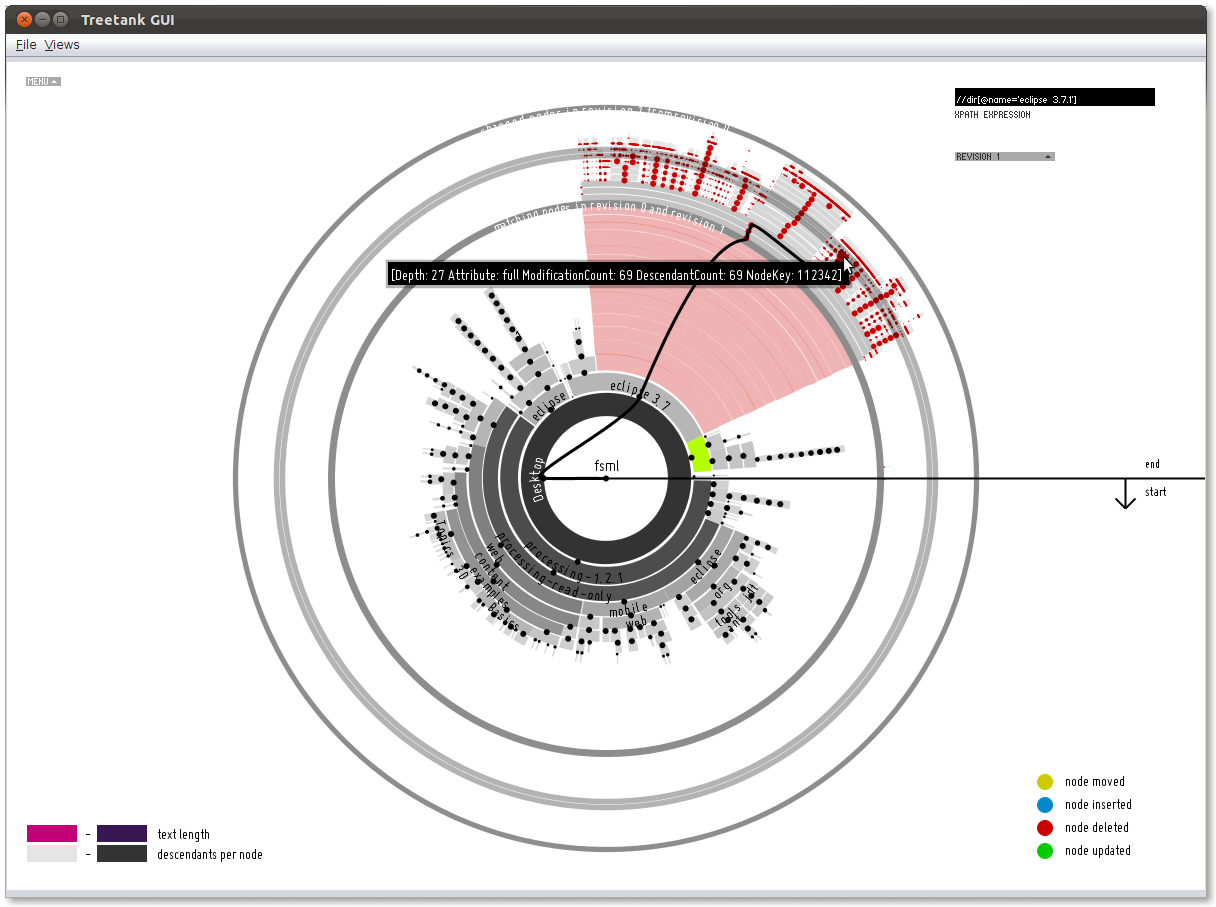 Treetank GUI
File Views
MENU
//dir[@name='eclipse 3.7.1']
XPATH EXPRESSION
REVISION 1
changed nodes in revision 1 from revision 0
matching nodes in revision 0 and revision 1
[Depth: 27 Attribute: full ModificationCount: 69 DescendantCount: 69 NodeKey: 112342]
eclipse 3.7
eclipse
Desktop
fsml
end
start
processing-1.2.1
processing-read-only
web
content
examples
Basics
Topics
3D
mobile
web
eclipse
org
tools
jdt
node moved
node inserted
node deleted
node updated
text length
descendants per node